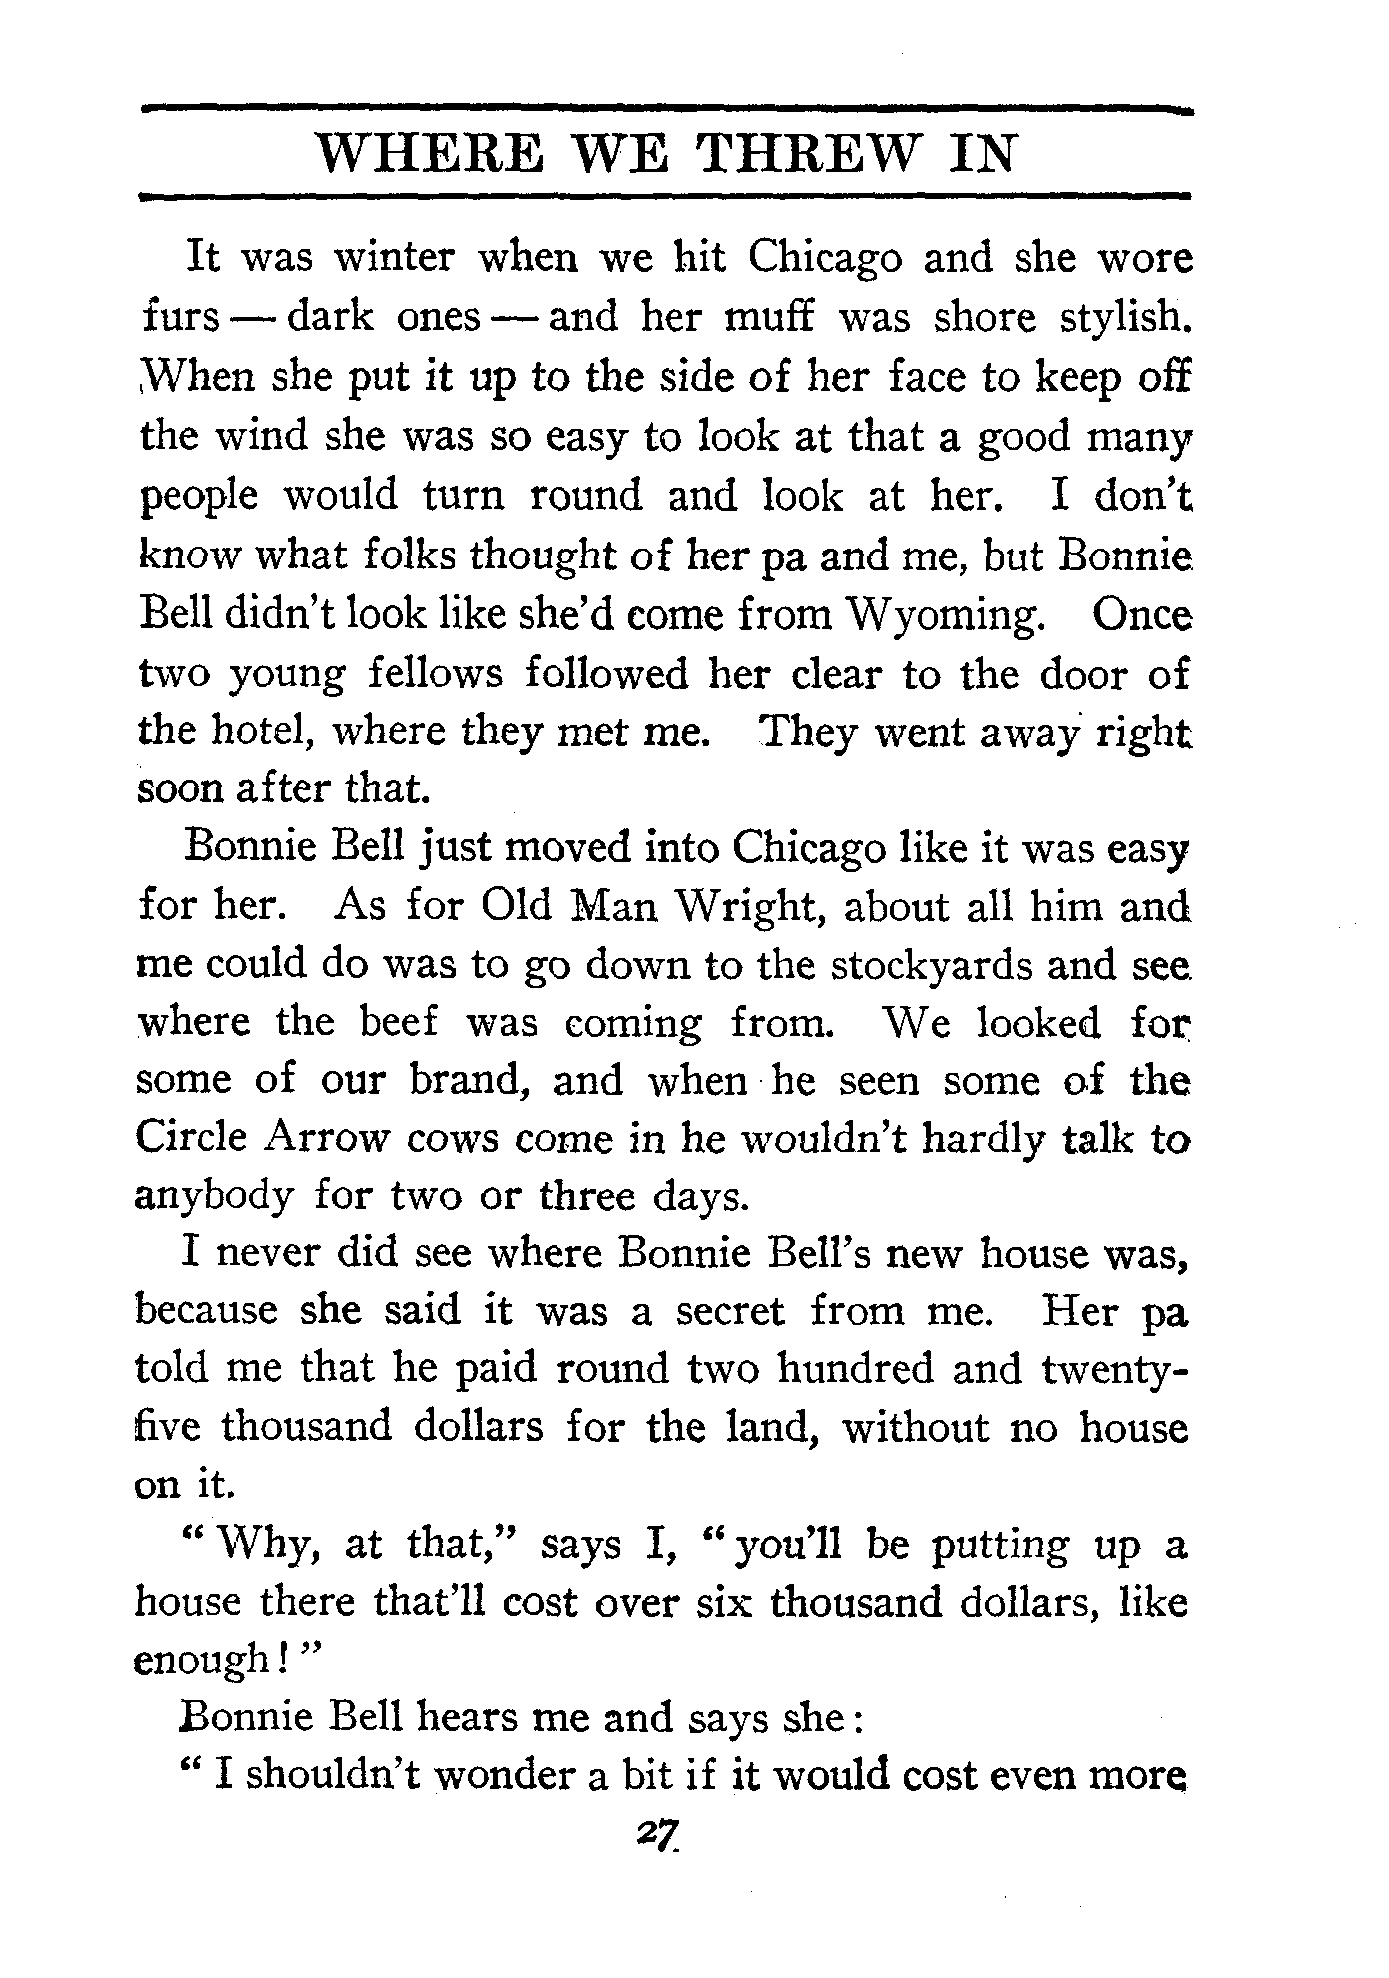 WHERE WE THREW IN
It was winter when we hit Chicago and she wore
furs — dark ones — and her muff was shore stylish.
When she put it up to the side of her face to keep off
the wind she was so easy to look at that a good many
people would turn round and look at her. I don't
know what folks thought of her pa and me, but Bonnie
Bell didn't look like she'd come from Wyoming. Once
two young fellows followed her clear to the door of
the hotel, where they met me. They went away right
soon after that.
Bonnie Bell just moved into Chicago like it was easy
for her. As for Old Man Wright, about all him and
me could do was to go down to the stockyards and see
where the beef was coming from. We looked for
some of our brand, and when he seen some of the
Circle Arrow cows come in he wouldn't hardly talk to
anybody for two or three days.
I never did see where Bonnie Bell's new house was,
because she said it was a secret from me. Her pa
told me that he paid round two hundred and twenty-
five thousand dollars for the land, without no house
on it.
" Why, at that," says I, " you'll be putting up a
house there that'll cost over six thousand dollars, like
enough ! "
Bonnie Bell hears me and says she :
" I shouldn't wonder a bit if it would cost even more
27